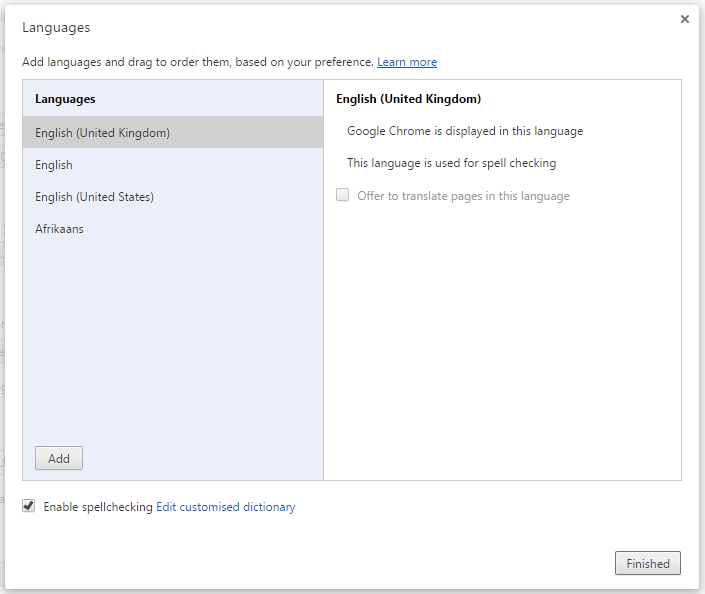 Languages
Add languages and drag to order them, based on your preference. Learn more
Languages
English (United Kingdom)
English
English (United States)
Afrikaans
Add
English (United Kingdom)
Google Chrome is displayed in this language
This language is used for spell checking
Offer to translate pages in this language
Enable spellchecking Edit customised dictionary
Finished